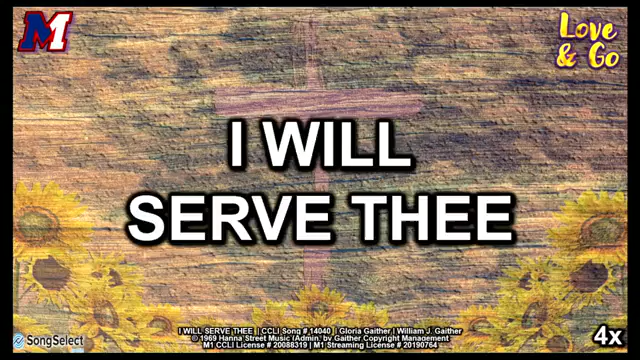 M
Love
& Go
I WILL
SERVE THEE
I WILL SERVE THEE | CCLI Song # 14040 | Gloria Gaither | William J. Gaither
© 1969 Hanna Street Music (Admin. by Gaither Copyright Management
M1 CCLI License # 20088319 | M1 Streaming License # 20190764
SongSelect
4x